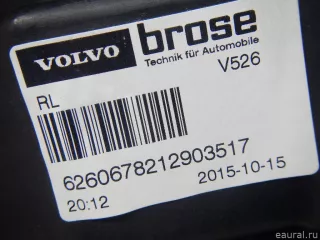 VOLVO brose
Technik für Automobile
RL V526
6260678212903517
20:12 2015-10-15
© eaural.ru